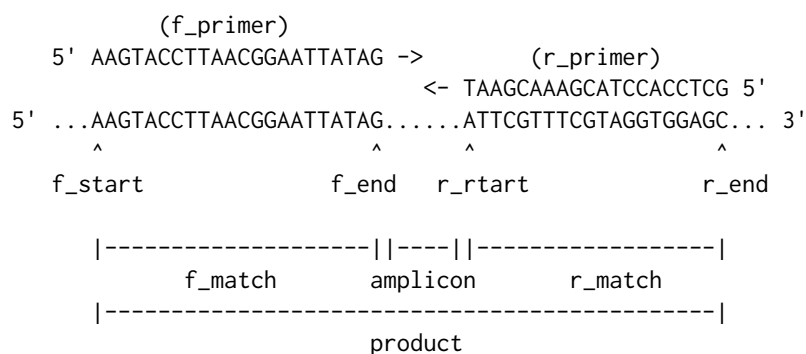 (f_primer)
5' AAGTACCTTAACGGAATTATAG -> (r_primer)
<- TAAGCAAAGCATCCACCTCG 5'
5' ...AAGTACCTTAACGGAATTATAG......ATTCGTTTCGTAGGTGGAGC... 3'
^ ^ ^ ^
f_start f_end r_rtart r_end
|--------------------||----||------------------|
f_match amplicon r_match
|----------------------------------------------|
product